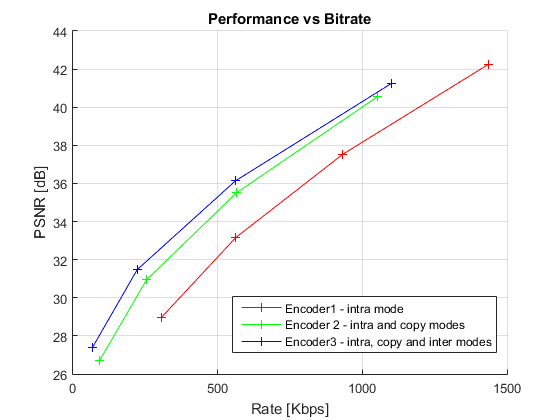 Performance vs Bitrate
44
42
40
38
36
34
32
30
28
26
PSNR [dB]
Encoder1 - intra mode
Encoder 2 - intra and copy modes
Encoder3 - intra, copy and inter modes
0 500 1000 1500
Rate [Kbps]